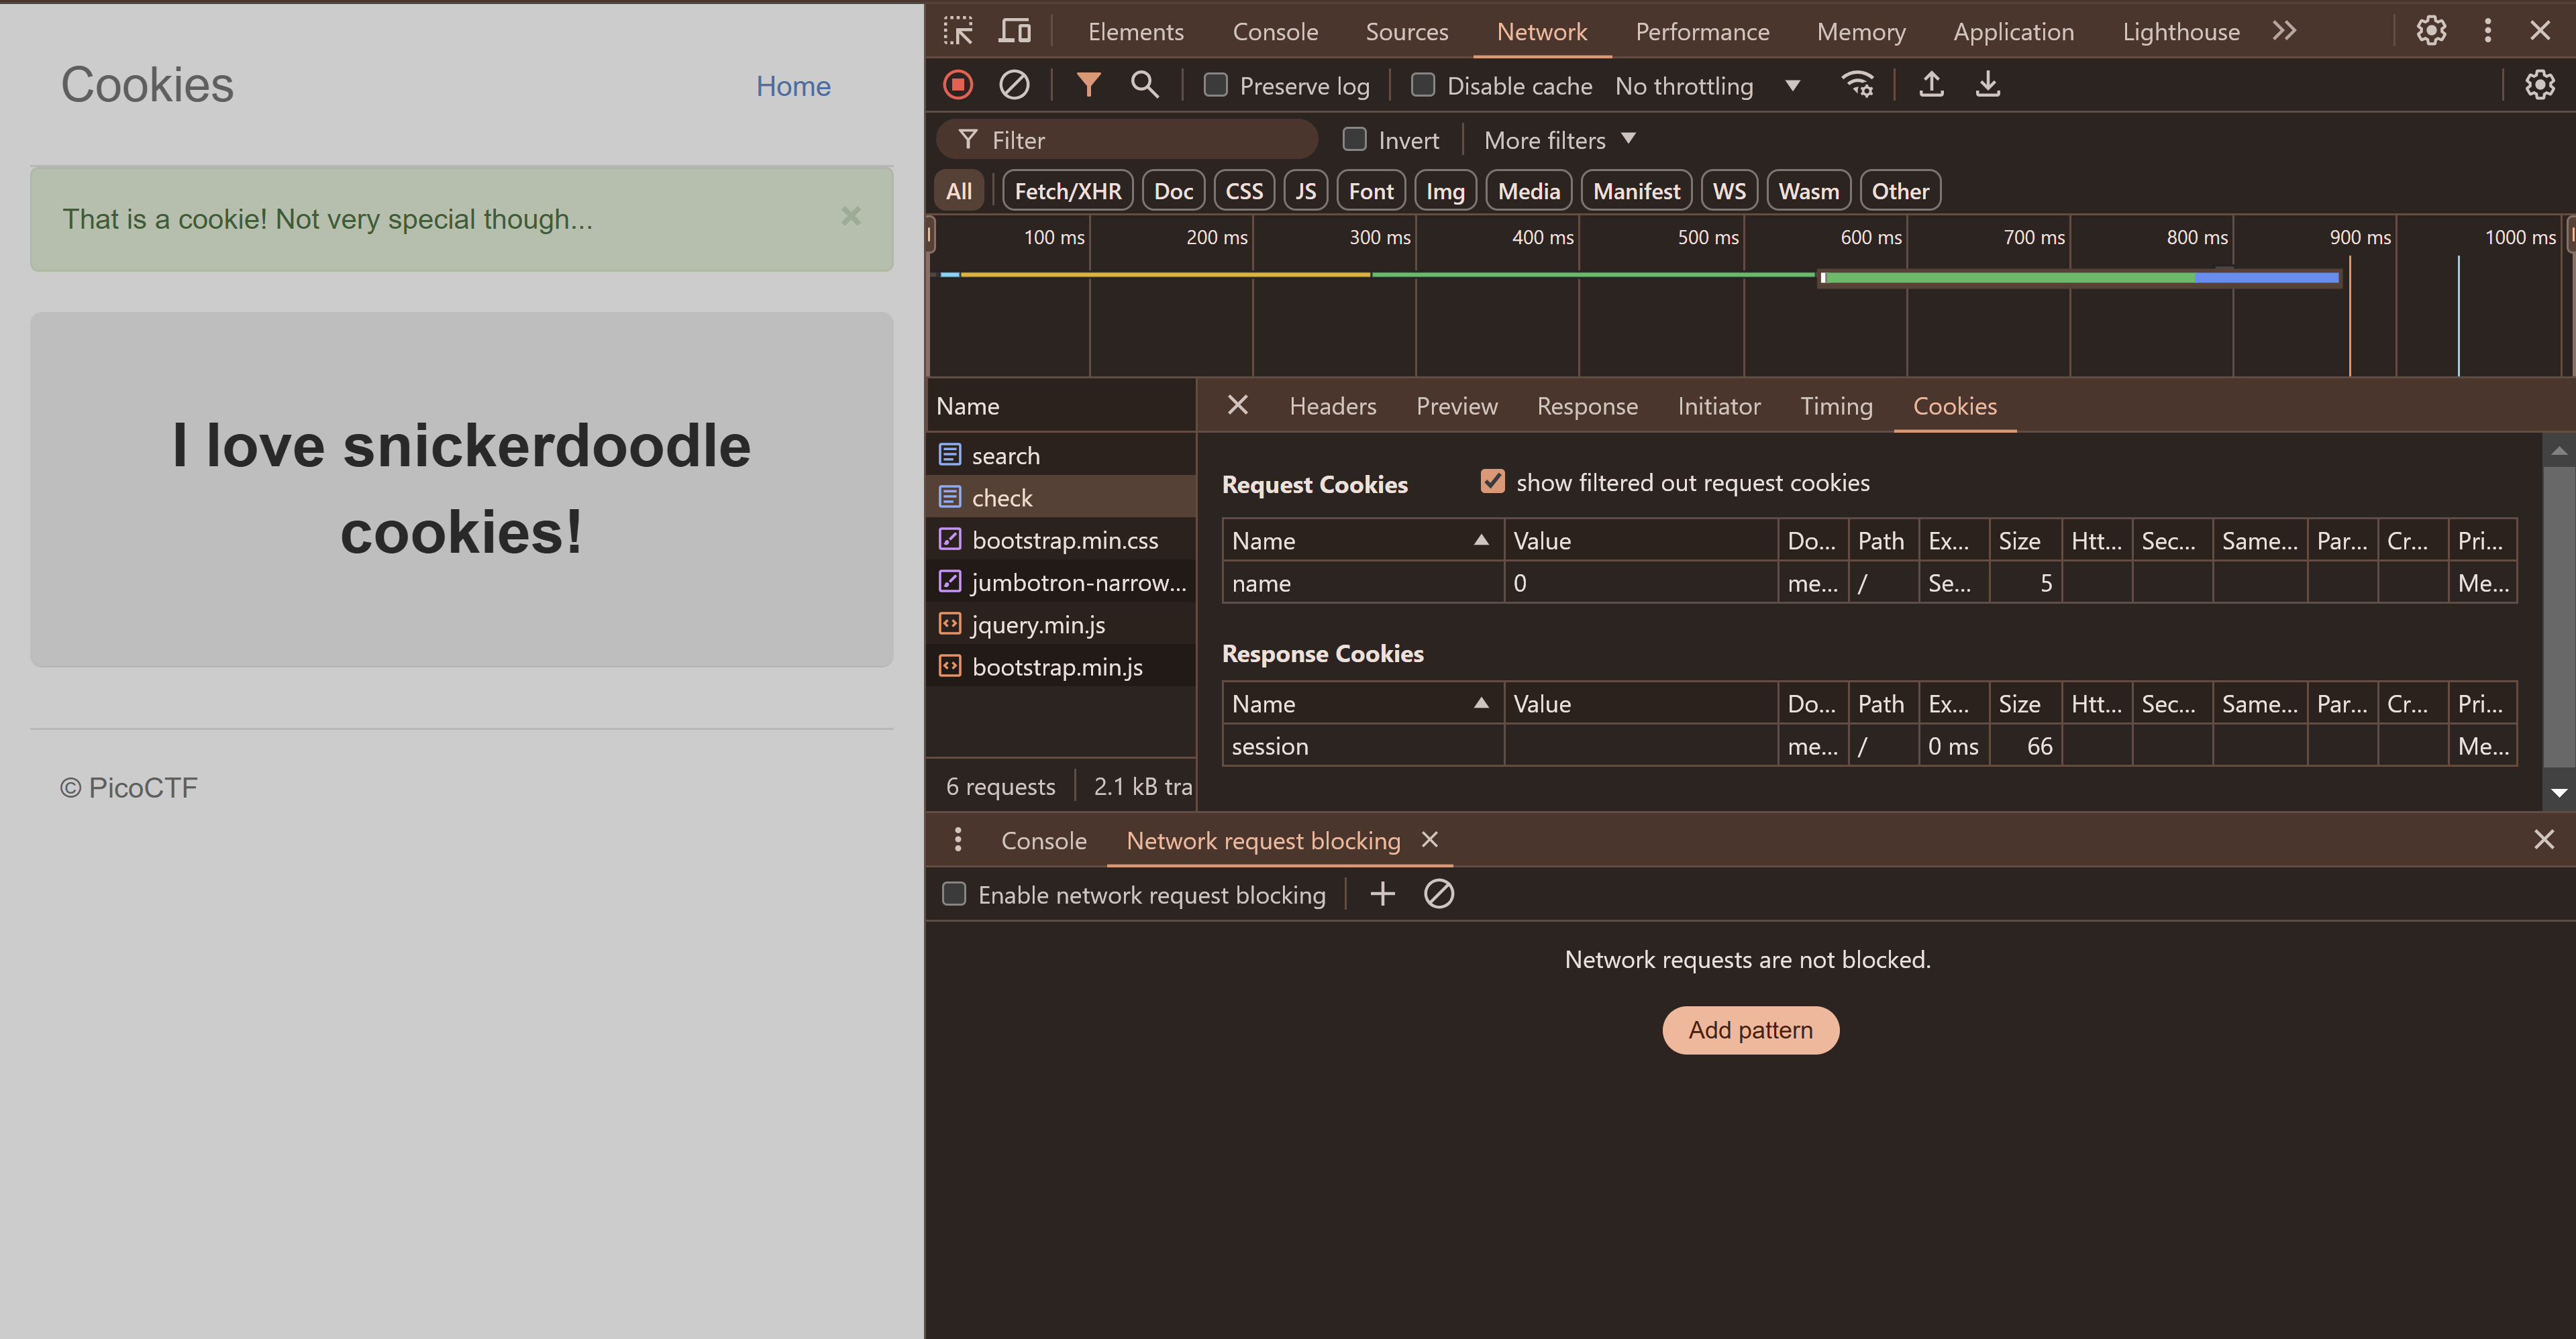 Cookies
Home
That is a cookie! Not very special though...
×
I love snickerdoodle
cookies!
© PicoCTF
Elements Console Sources Network Performance Memory Application Lighthouse
Preserve log Disable cache No throttling
Filter Invert More filters
All Fetch/XHR Doc CSS JS Font Img Media Manifest WS Wasm Other
100 ms 200 ms 300 ms 400 ms 500 ms 600 ms 700 ms 800 ms 900 ms 1000 ms
Name
search
check
bootstrap.min.css
jumbotron-narrow...
jquery.min.js
bootstrap.min.js
6 requests 2.1 kB tra
Headers Preview Response Initiator Timing Cookies
Request Cookies show filtered out request cookies
Name Value Do... Path Ex... Size Htt... Sec... Same... Par... Cr... Pri...
name 0 me... / Se... 5 Me...
Response Cookies
Name Value Do... Path Ex... Size Htt... Sec... Same... Par... Cr... Pri...
session me... / 0 ms 66 Me...
Console Network request blocking
Enable network request blocking
Network requests are not blocked.
Add pattern